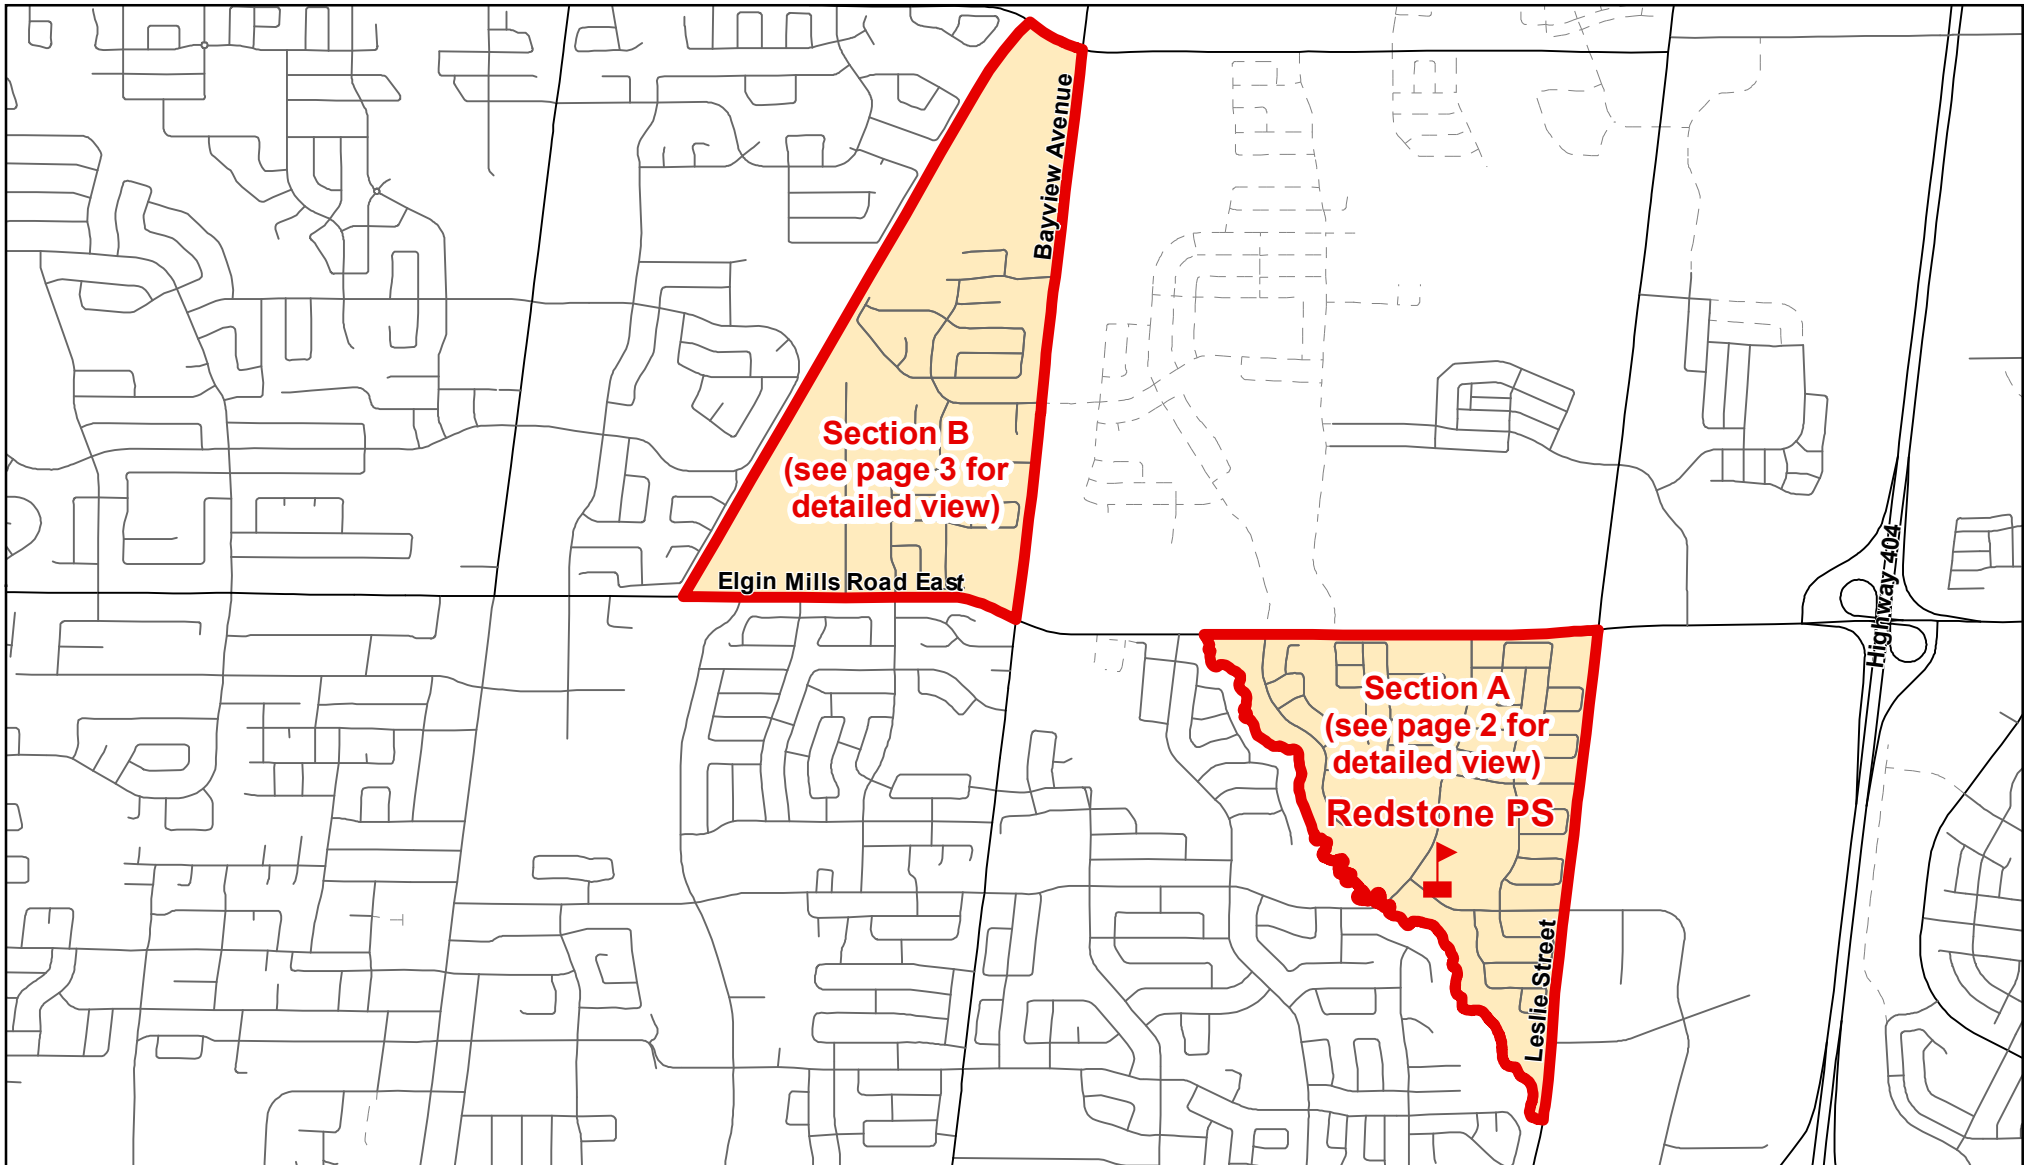 Bayview Avenue
Section B
(see page 3 for
detailed view)
Elgin Mills Road East
Highway 404
Section A
(see page 2 for
detailed view)
Redstone PS
Leslie Street